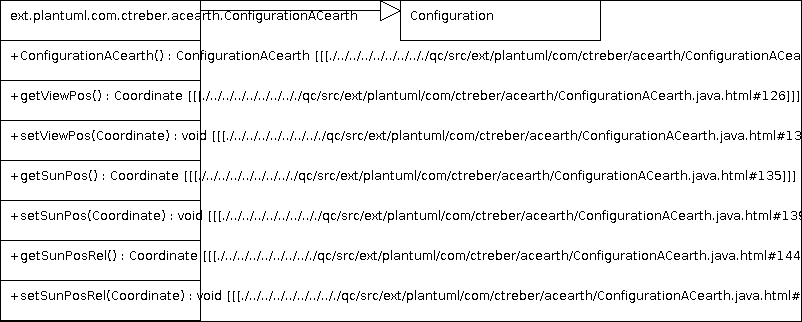 ext.plantuml.com.ctreber.acearth.ConfigurationACearth
Configuration
+ConfigurationACearth() : ConfigurationACearth [[[./../../../../../../../qc/src/ext/plantuml/com/ctreber/acearth/ConfigurationACea
+getViewPos() : Coordinate [[[./../../../../../../../qc/src/ext/plantuml/com/ctreber/acearth/ConfigurationACearth.java.html#126]]]
+setViewPos(Coordinate) : void [[[./../../../../../../../qc/src/ext/plantuml/com/ctreber/acearth/ConfigurationACearth.java.html#13
+getSunPos() : Coordinate [[[./../../../../../../../qc/src/ext/plantuml/com/ctreber/acearth/ConfigurationACearth.java.html#135]]]
+setSunPos(Coordinate) : void [[[./../../../../../../../qc/src/ext/plantuml/com/ctreber/acearth/ConfigurationACearth.java.html#139
+getSunPosRel() : Coordinate [[[./../../../../../../../qc/src/ext/plantuml/com/ctreber/acearth/ConfigurationACearth.java.html#144
+setSunPosRel(Coordinate) : void [[[./../../../../../../../qc/src/ext/plantuml/com/ctreber/acearth/ConfigurationACearth.java.html#